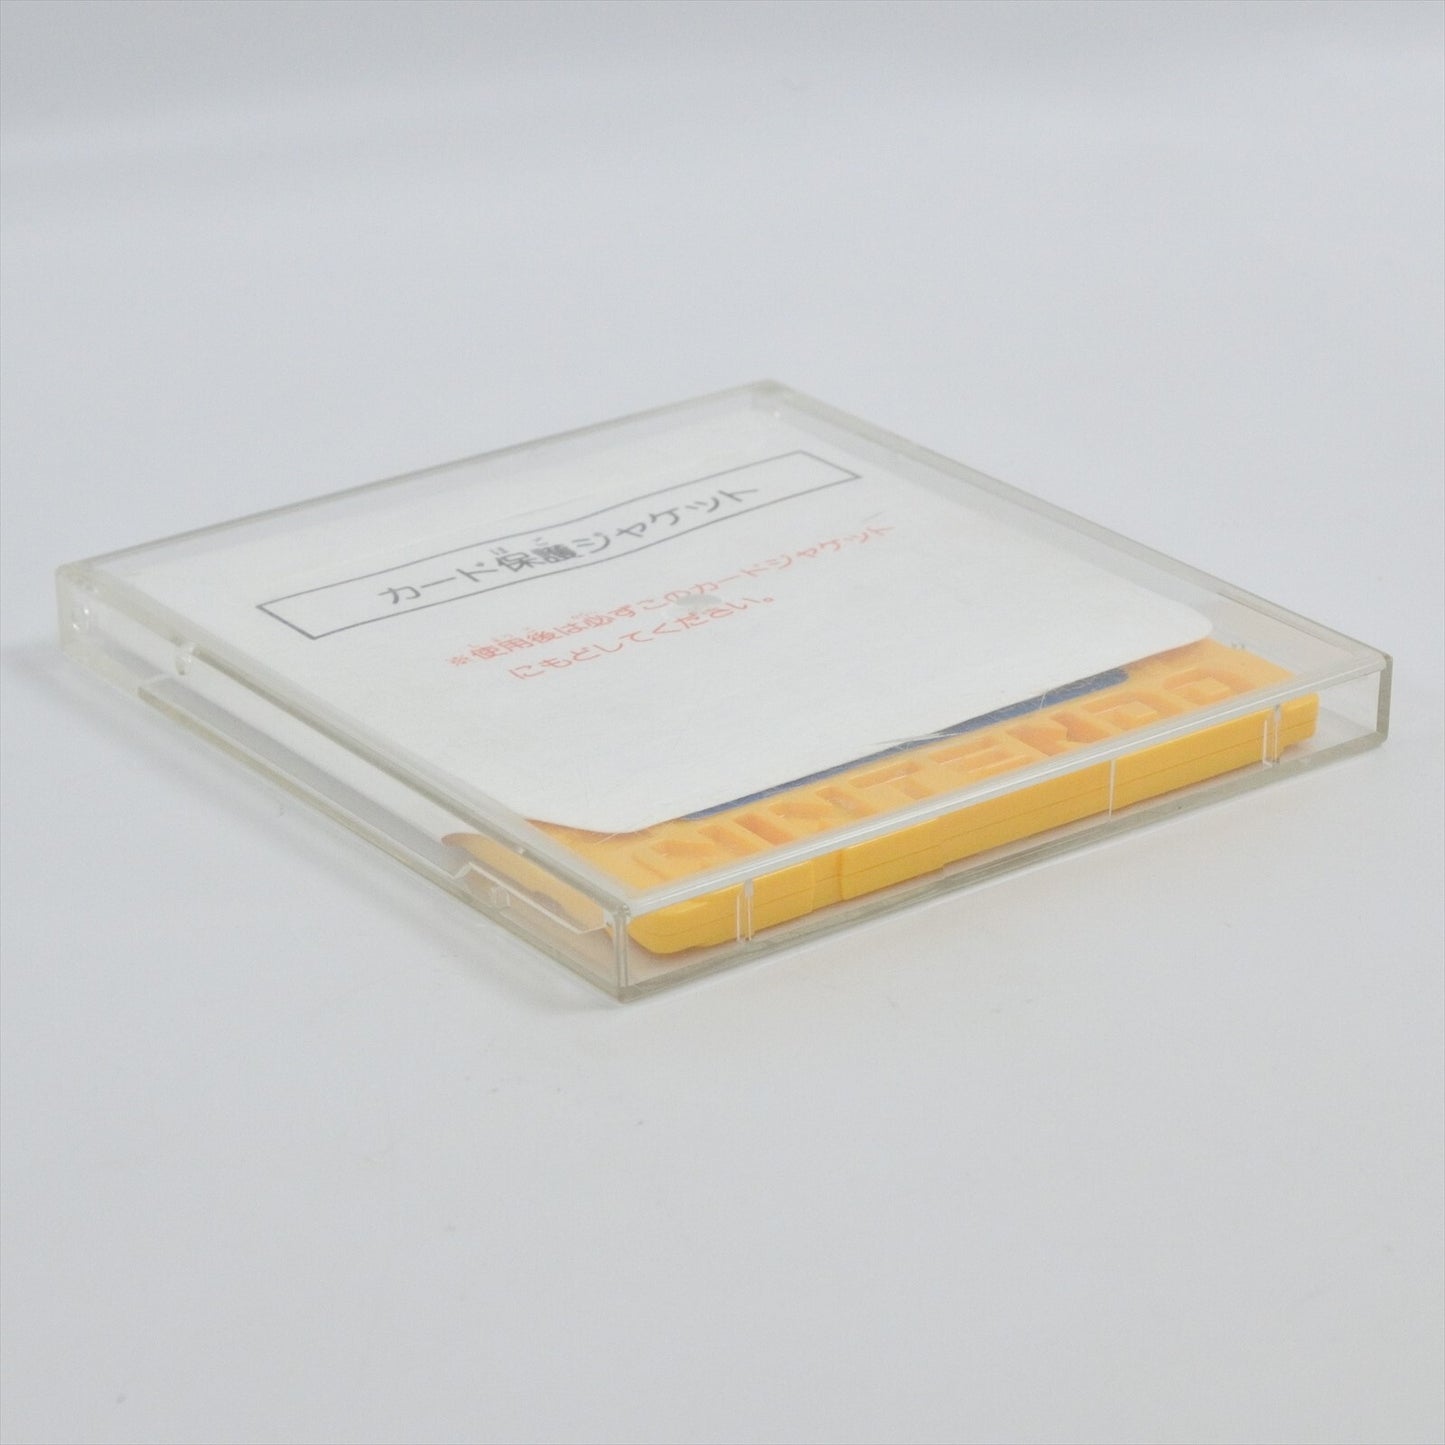 カード保護ジャケット
※使用後は必ずこのカードジャケット
にもどしてください。
NINTENDO